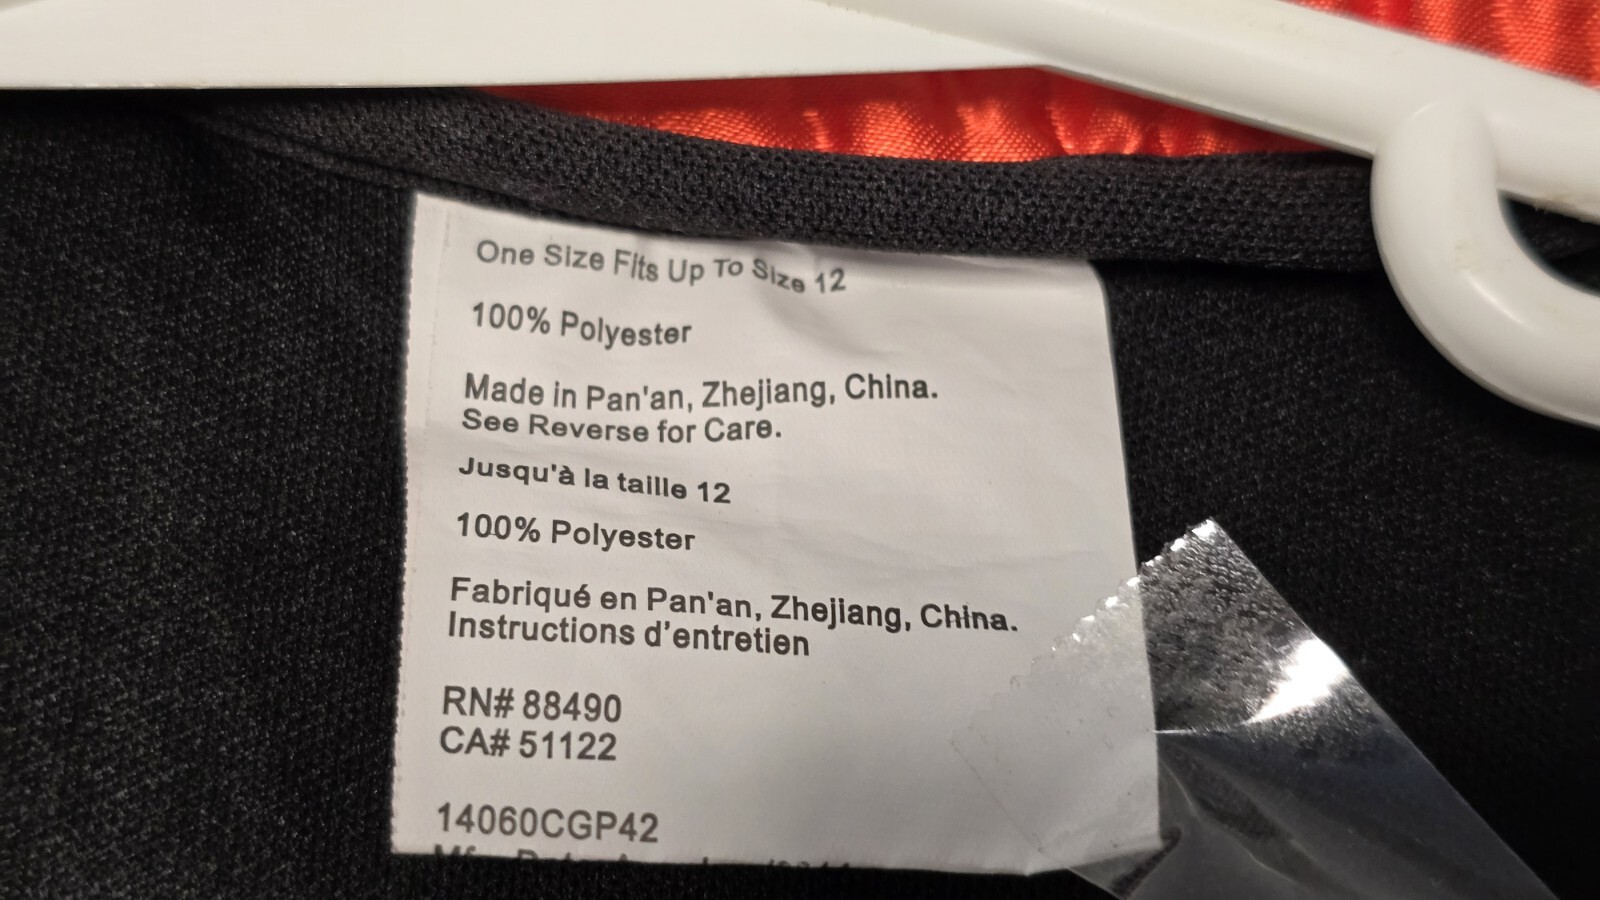 One Size Fits Up To Size 12
100% Polyester
Made in Pan'an, Zhejiang, China.
See Reverse for Care.
Jusqu'à la taille 12
100% Polyester
Fabriqué en Pan'an, Zhejiang, China.
Instructions d'entretien
RN# 88490
CA# 51122
14060CGP42